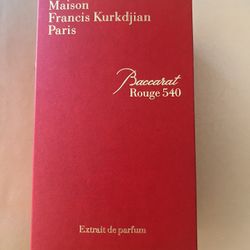 Maison
Francis Kurkdjian
Paris
Baccarat
Rouge 540
Extrait de parfum